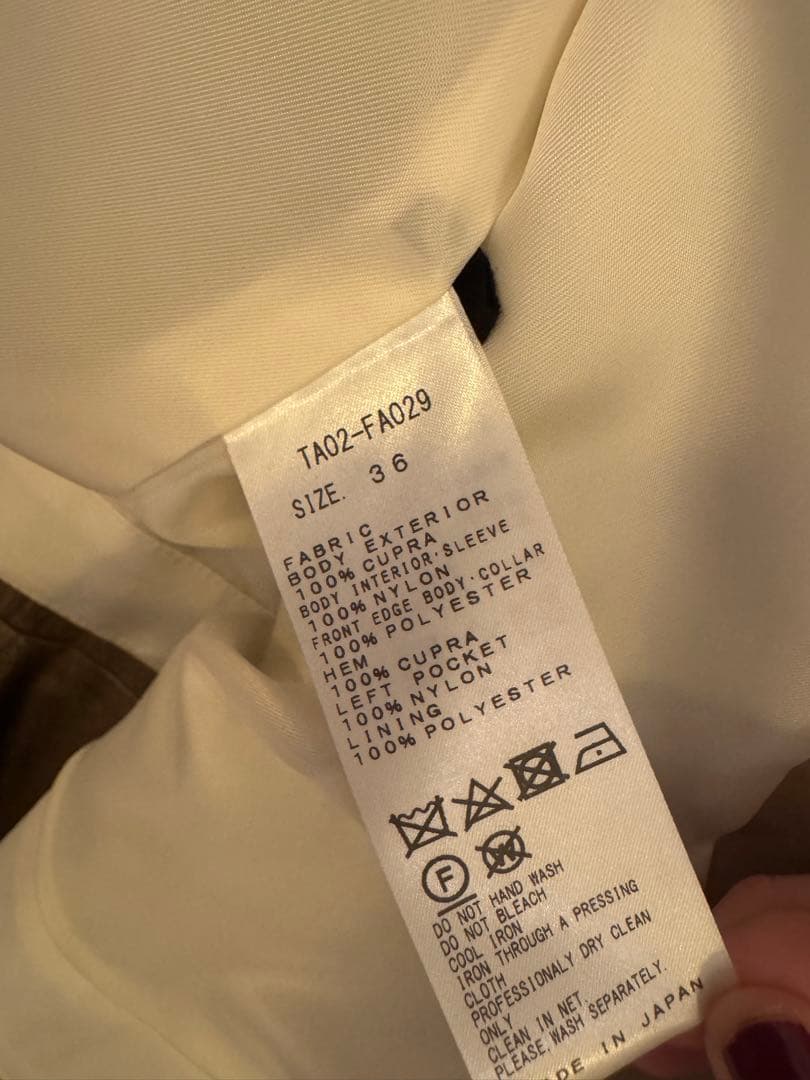 TA02-FA029
SIZE. 36
FABRIC
BODY EXTERIOR
100% CUPRA
BODY INTERIOR·SLEEVE
100% NYLON
FRONT EDGE BODY·COLLAR
100% POLYESTER
HEM
100% CUPRA
LEFT POCKET
100% NYLON
LINING
100% POLYESTER
F W
DO NOT HAND WASH
DO NOT BLEACH
COOL IRON
IRON THROUGH A PRESSING
CLOTH
PROFESSIONALY DRY CLEAN
ONLY
CLEAN IN NET.
PLEASE.WASH SEPARATELY.
DE IN JAPAN